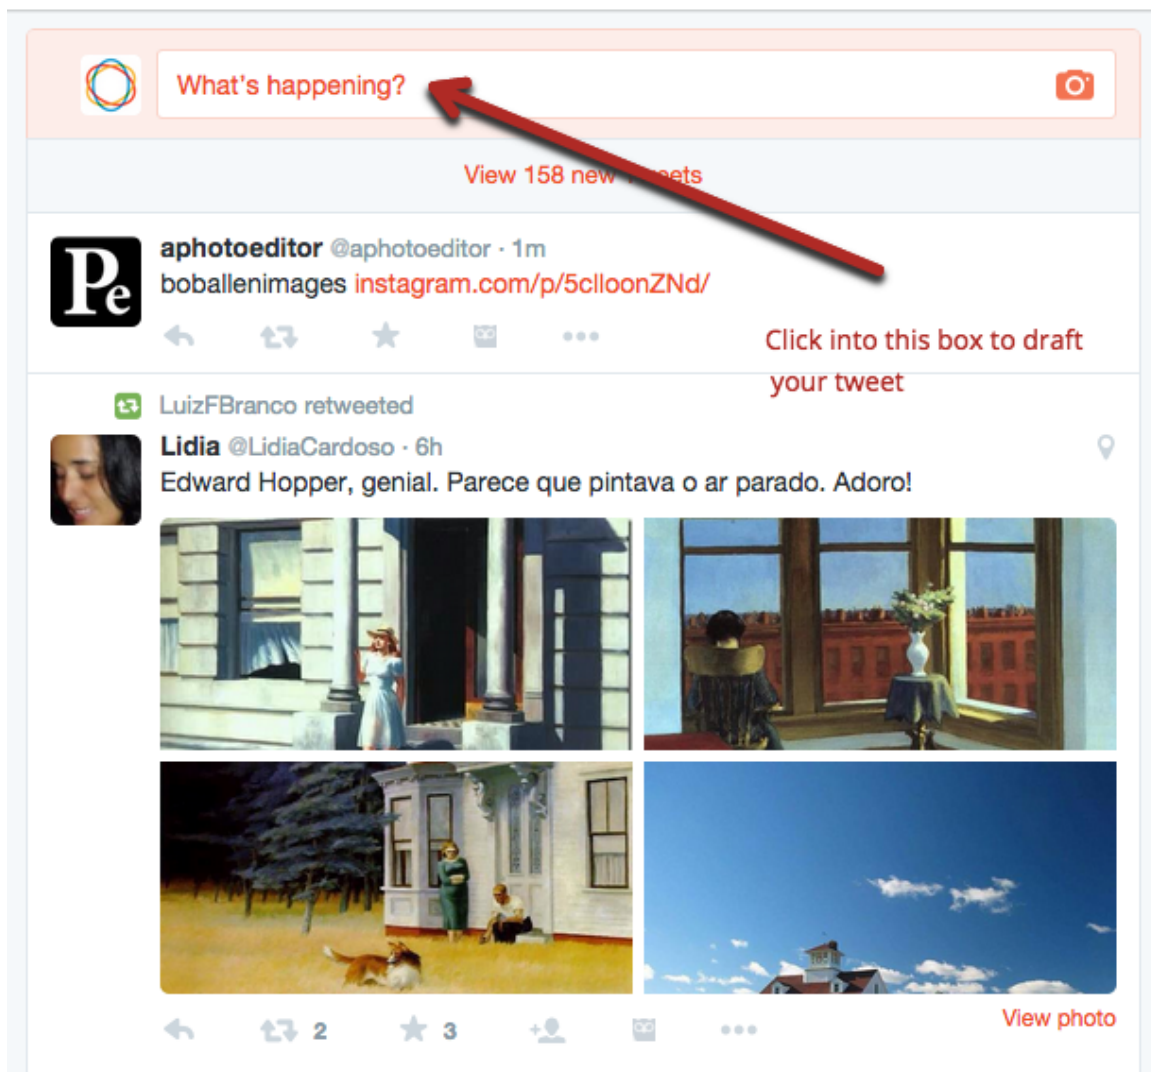 What's happening?
View 158 new Tweets
Pe
aphotoeditor @aphotoeditor · 1m
boballenimages instagram.com/p/5clloonZNd/
Click into this box to draft
your tweet
LuizFBranco retweeted
Lidia @LidiaCardoso · 6h
Edward Hopper, genial. Parece que pintava o ar parado. Adoro!
View photo
2 3